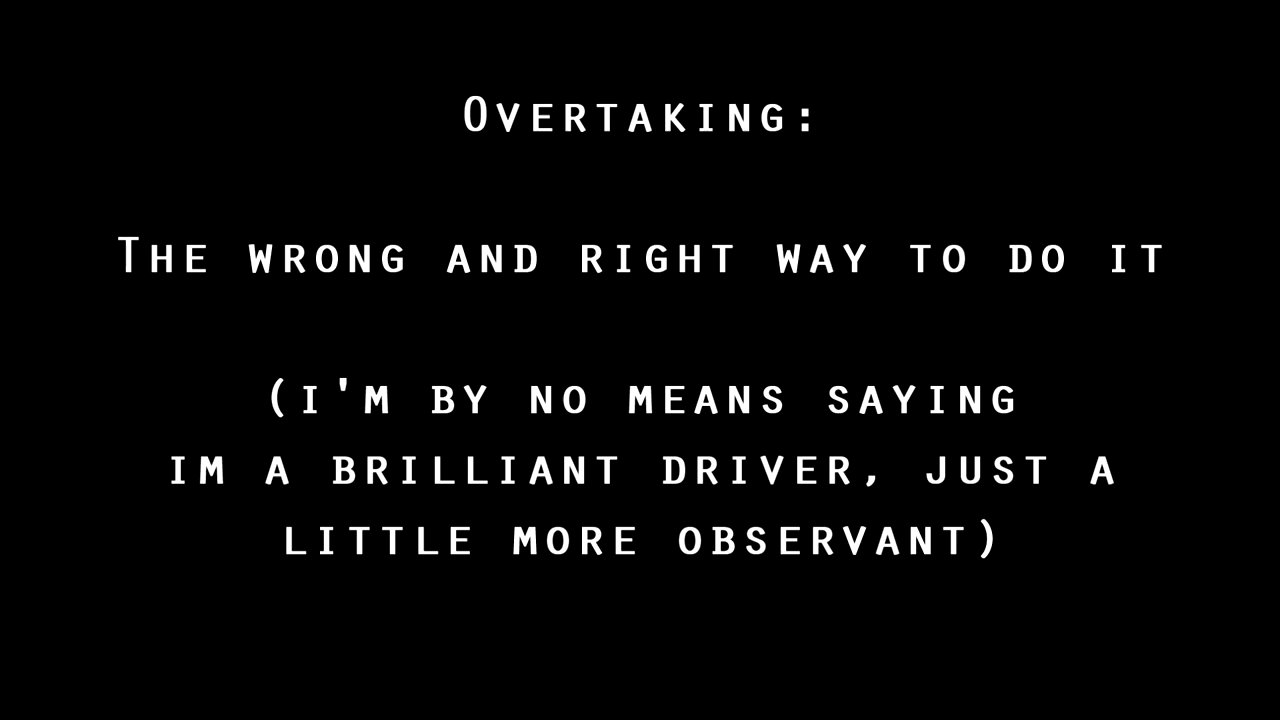 Overtaking:
The wrong and right way to do it
(i'm by no means saying
im a brilliant driver, just a
little more observant)